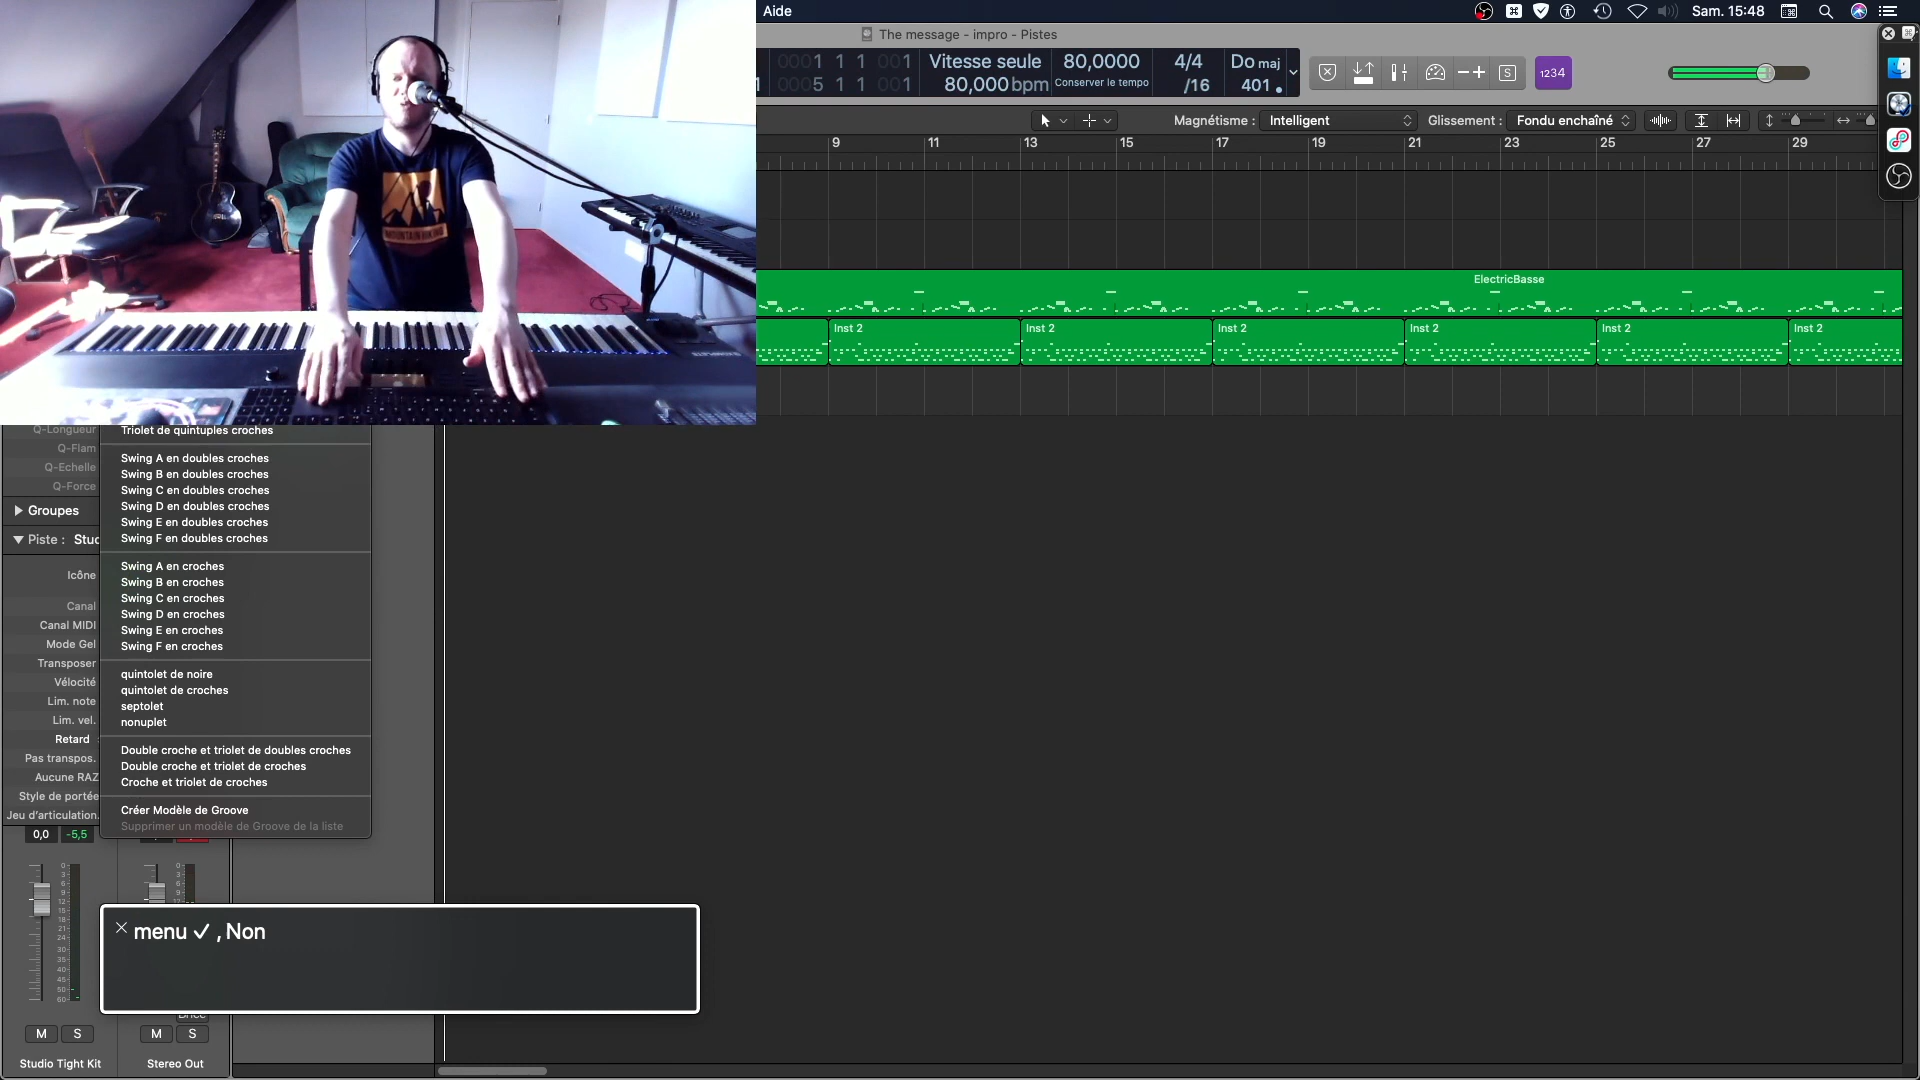 Aide
Sam. 15:48
The message - impro - Pistes
0001 1 1 001
0005 1 1 001
Vitesse seule
80,000 bpm
80,0000
Conserver le tempo
4/4
/16
Do maj
401
S
1234
Magnétisme :
Intelligent
Glissement :
Fondu enchaîné
9
11
13
15
17
19
21
23
25
27
29
ElectricBasse
Inst 2
Inst 2
Inst 2
Inst 2
Inst 2
Inst 2
Q-Longueur
Q-Flam
Q-Echelle
Q-Force
Groupes
Piste : Stud
Icône
Canal
Canal MIDI
Mode Gel
Transposer
Vélocité
Lim. note
Lim. vel.
Retard
Pas transpos.
Aucune RAZ
Style de portée
Jeu d'articulation.
Triolet de quintuples croches
Swing A en doubles croches
Swing B en doubles croches
Swing C en doubles croches
Swing D en doubles croches
Swing E en doubles croches
Swing F en doubles croches
Swing A en croches
Swing B en croches
Swing C en croches
Swing D en croches
Swing E en croches
Swing F en croches
quintolet de noire
quintolet de croches
septolet
nonuplet
Double croche et triolet de doubles croches
Double croche et triolet de croches
Croche et triolet de croches
Créer Modèle de Groove
Supprimer un modèle de Groove de la liste
0,0
-5,5
menu ✓ , Non
M
S
M
S
Studio Tight Kit
Stereo Out